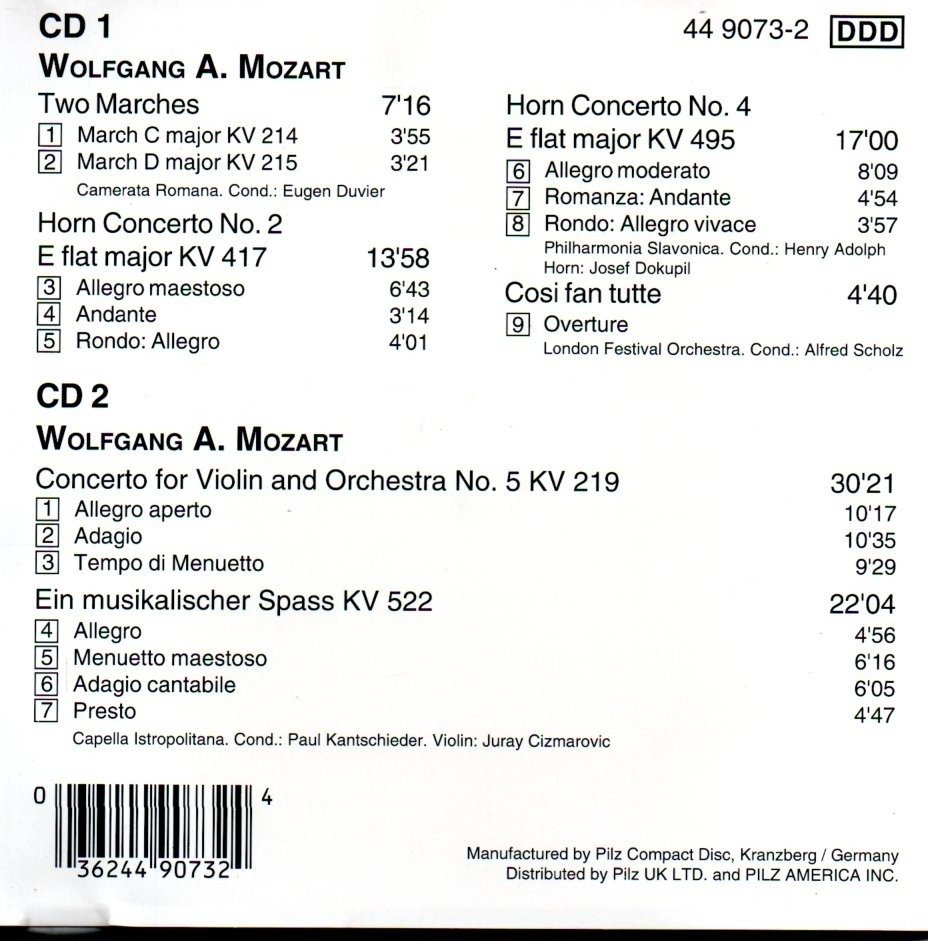 CD 1
44 9073-2 DDD
WOLFGANG A. MOZART
Two Marches 7'16
1 March C major KV 214 3'55
2 March D major KV 215 3'21
Camerata Romana. Cond.: Eugen Duvier
Horn Concerto No. 2
E flat major KV 417 13'58
3 Allegro maestoso 6'43
4 Andante 3'14
5 Rondo: Allegro 4'01
Horn Concerto No. 4
E flat major KV 495 17'00
6 Allegro moderato 8'09
7 Romanza: Andante 4'54
8 Rondo: Allegro vivace 3'57
Philharmonia Slavonica. Cond.: Henry Adolph
Horn: Josef Dokupil
Cosi fan tutte 4'40
9 Overture
London Festival Orchestra. Cond.: Alfred Scholz
CD 2
WOLFGANG A. MOZART
Concerto for Violin and Orchestra No. 5 KV 219 30'21
1 Allegro aperto 10'17
2 Adagio 10'35
3 Tempo di Menuetto 9'29
Ein musikalischer Spass KV 522 22'04
4 Allegro 4'56
5 Menuetto maestoso 6'16
6 Adagio cantabile 6'05
7 Presto 4'47
Capella Istropolitana. Cond.: Paul Kantschieder. Violin: Juray Cizmarovic
0 36244 90732 4
Manufactured by Pilz Compact Disc, Kranzberg / Germany
Distributed by Pilz UK LTD. and PILZ AMERICA INC.